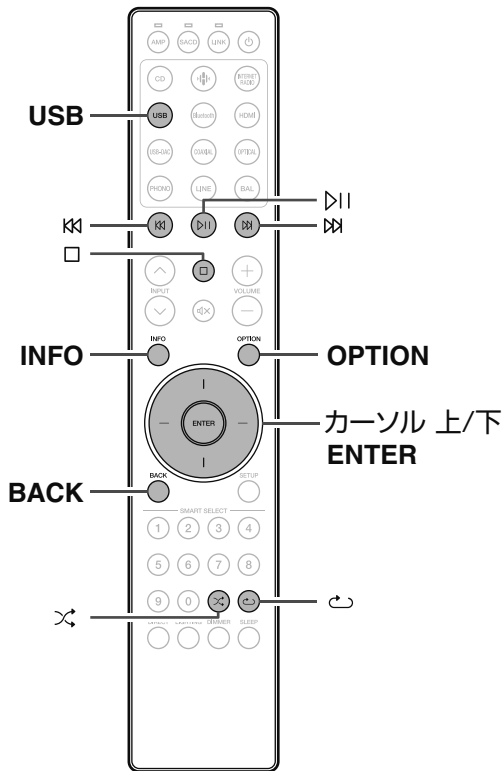 AMP SACD LINK
CD INTERNET RADIO
USB USB Bluetooth HDMI
USB-DAC COAXIAL OPTICAL
PHONO LINE BAL
INPUT VOLUME
INFO INFO OPTION OPTION
ENTER カーソル 上/下
ENTER
BACK BACK SETUP
SMART SELECT
1 2 3 4
5 6 7 8
9 0
DIMMER SLEEP